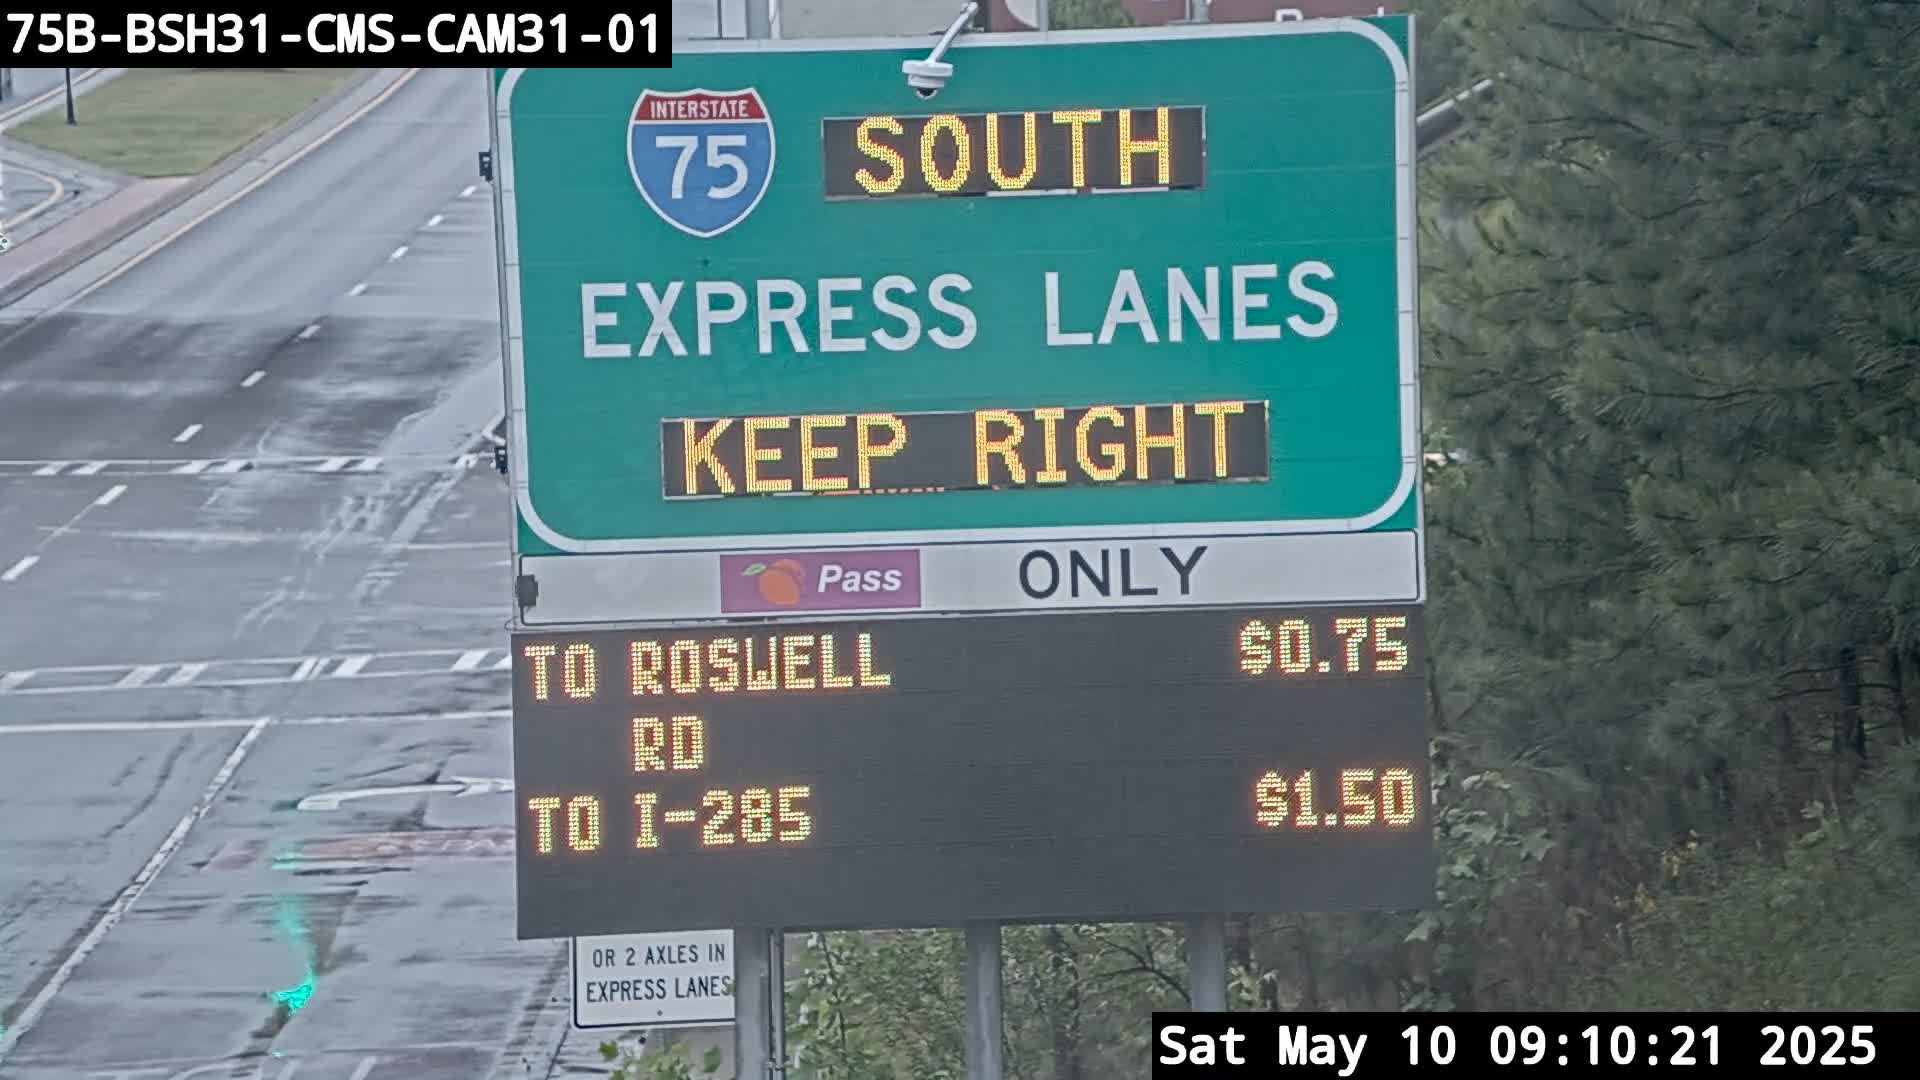 75B-BSH31-CMS-CAM31-01
INTERSTATE
75
SOUTH
EXPRESS LANES
KEEP RIGHT
Pass ONLY
TO ROSWELL $0.75
RD
TO I-285 $1.50
OR 2 AXLES IN
EXPRESS LANES
Sat May 10 09:10:21 2025